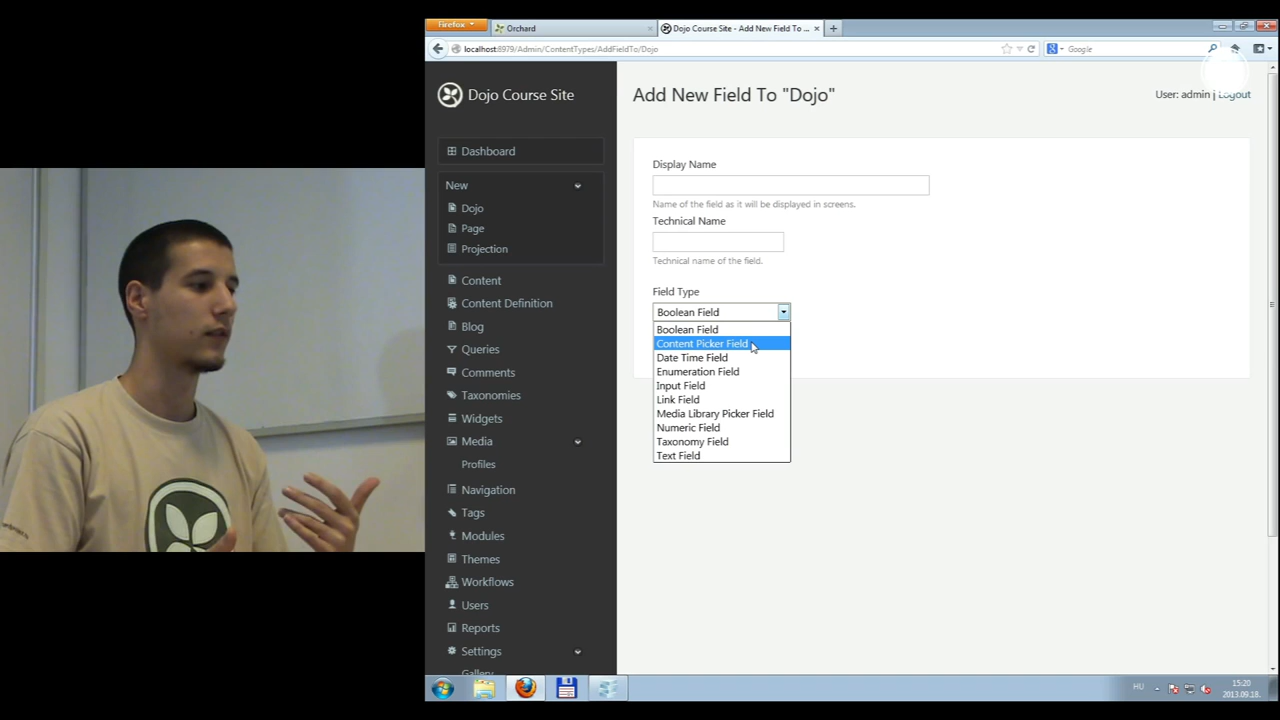 Firefox
Orchard
Dojo Course Site - Add New Field To "...
localhost:8979/Admin/ContentTypes/AddFieldTo/Dojo
Google
Dojo Course Site
Dashboard
New
Dojo
Page
Projection
Content
Content Definition
Blog
Queries
Comments
Taxonomies
Widgets
Media
Profiles
Navigation
Tags
Modules
Themes
Workflows
Users
Reports
Settings
Gallery
Add New Field To "Dojo"
User: admin | Logout
Display Name
Name of the field as it will be displayed in screens.
Technical Name
Technical name of the field.
Field Type
Boolean Field
Boolean Field
Content Picker Field
Date Time Field
Enumeration Field
Input Field
Link Field
Media Library Picker Field
Numeric Field
Taxonomy Field
Text Field
HU
15:20
2013.09.18.